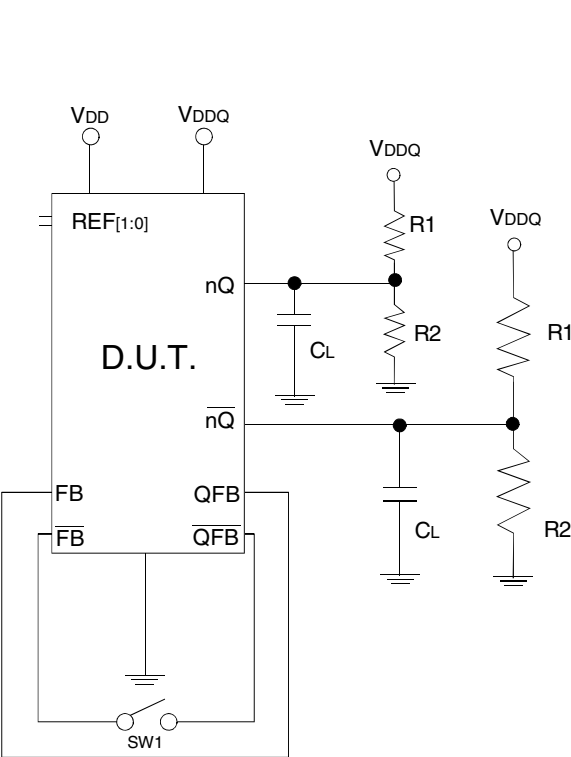 VDD
VDDQ
VDDQ
REF[1:0]
R1
VDDQ
nQ
R2
R1
CL
D.U.T.
nQ
FB
QFB
CL
R2
FB
QFB
SW1